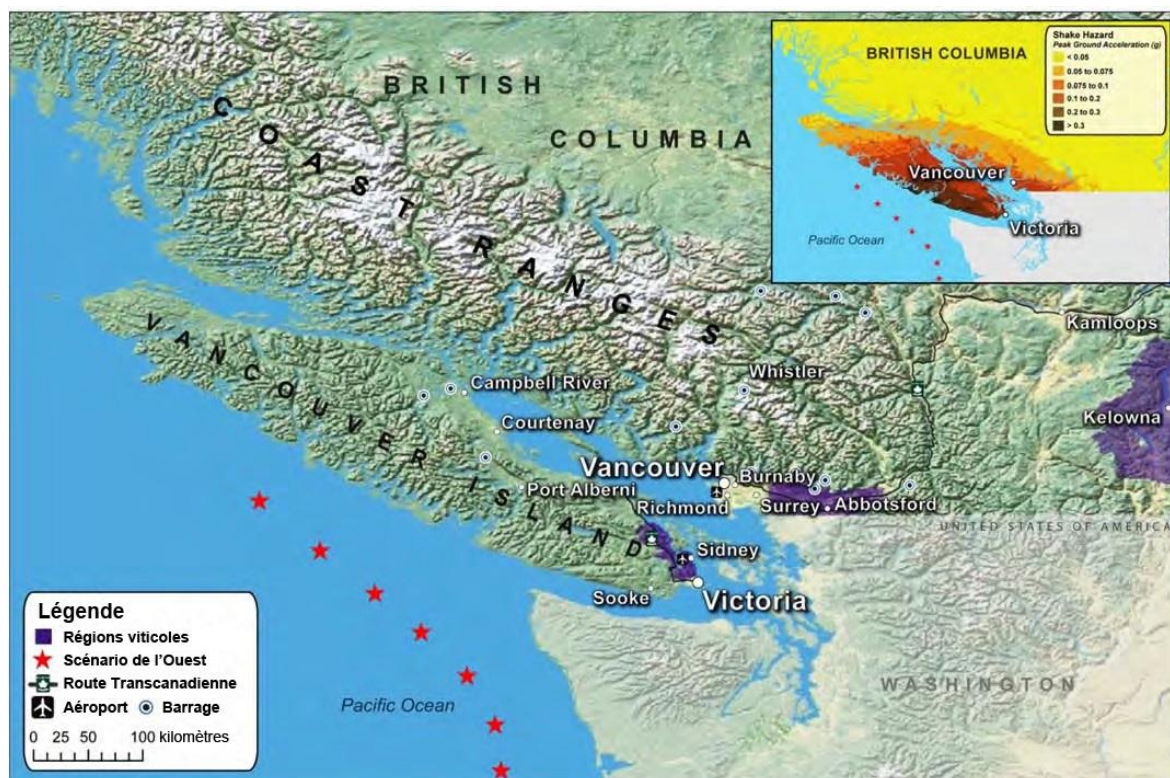 BRITISH
COLUMBIA
COAST RANGES
VANCOUVER ISLAND
Campbell River
Courtenay
Port Alberni
Whistler
Vancouver
Burnaby
Richmond
Surrey
Abbotsford
Sidney
Sooke
Victoria
Kamloops
Kelowna
UNITED STATES OF AMERICA
WASHINGTON
Pacific Ocean
Légende
Régions viticoles
Scénario de l'Ouest
Route Transcanadienne
Aéroport Barrage
0 25 50 100 kilomètres
BRITISH COLUMBIA
Shake Hazard
Peak Ground Acceleration (g)
< 0.05
0.05 to 0.075
0.075 to 0.1
0.1 to 0.2
0.2 to 0.3
> 0.3
Vancouver
Victoria
Pacific Ocean